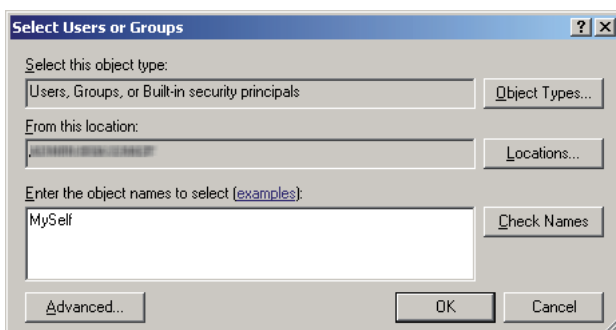 Select Users or Groups
Select this object type:
Users, Groups, or Built-in security principals
Object Types...
From this location:
Locations...
Enter the object names to select (examples):
MySelf
Check Names
Advanced...
OK
Cancel